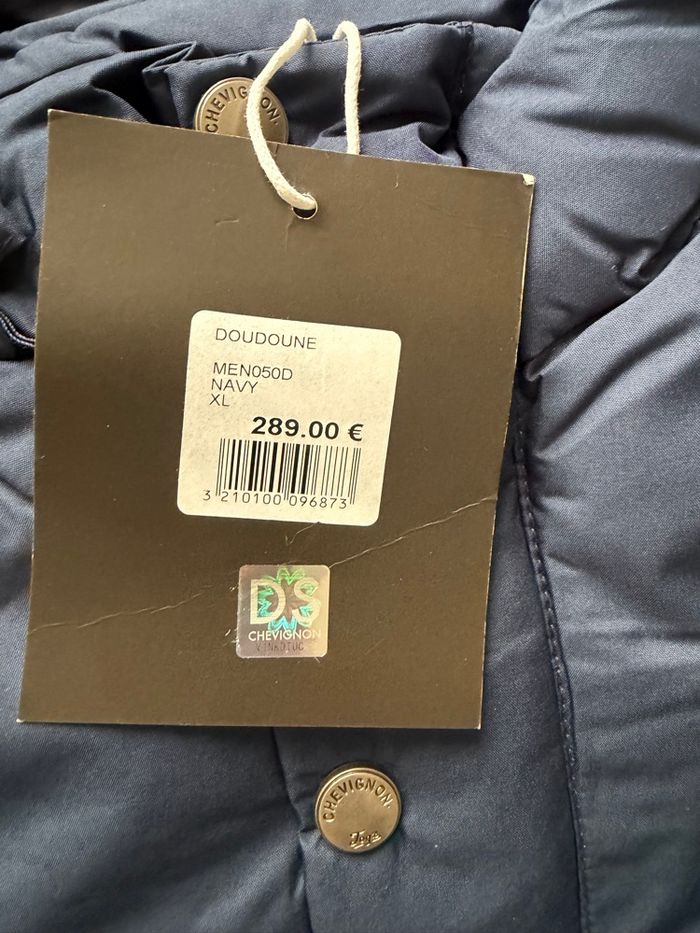 CHEVIGNON
DOUDOUNE
MEN050D
NAVY
XL
289.00 €
3 210100 096873
DS
CHEVIGNON
CHEVIGNON